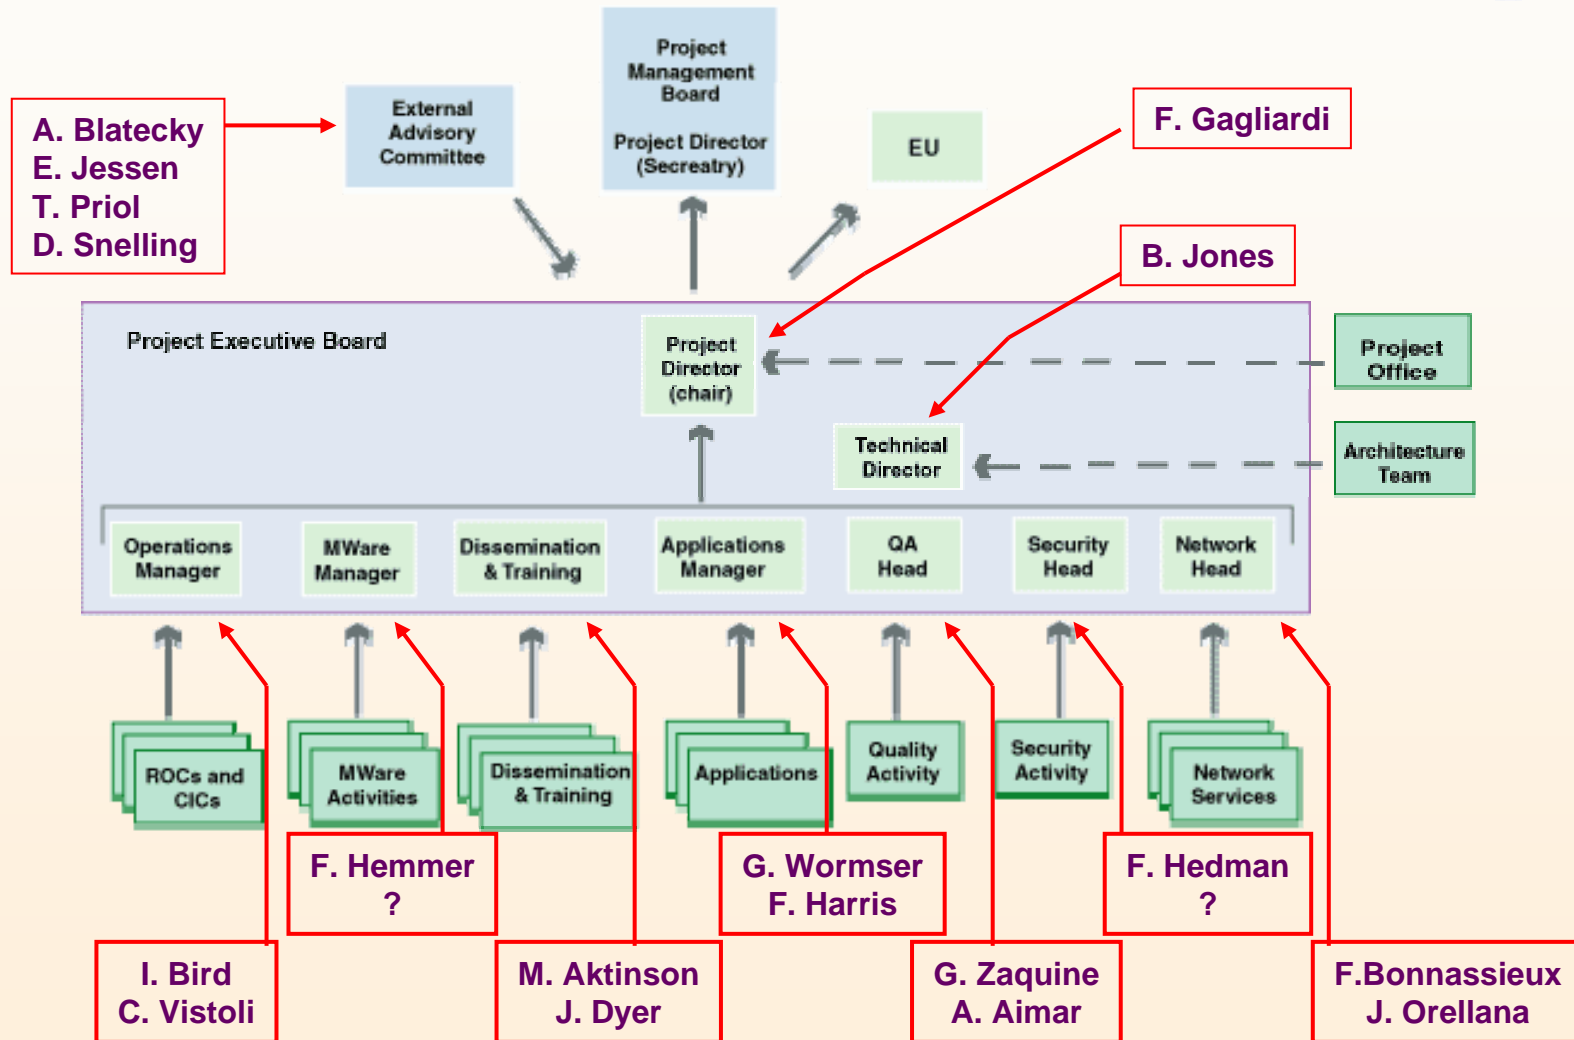 Project
Management
Board
Project Director
(Secreatry)
External
Advisory
Committee
EU
A. Blatecky
E. Jessen
T. Priol
D. Snelling
F. Gagliardi
B. Jones
Project Executive Board
Project
Director
(chair)
Project
Office
Technical
Director
Architecture
Team
Operations
Manager
MWare
Manager
Dissemination
& Training
Applications
Manager
QA
Head
Security
Head
Network
Head
ROCs and
CICs
MWare
Activities
Dissemination
& Training
Applications
Quality
Activity
Security
Activity
Network
Services
F. Hemmer
?
G. Wormser
F. Harris
F. Hedman
?
I. Bird
C. Vistoli
M. Aktinson
J. Dyer
G. Zaquine
A. Aimar
F.Bonnassieux
J. Orellana